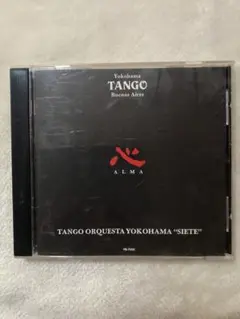 Yokohama
TANGO
Buenos Aires
心
ALMA
TANGO ORQUESTA YOKOHAMA “SIETE”